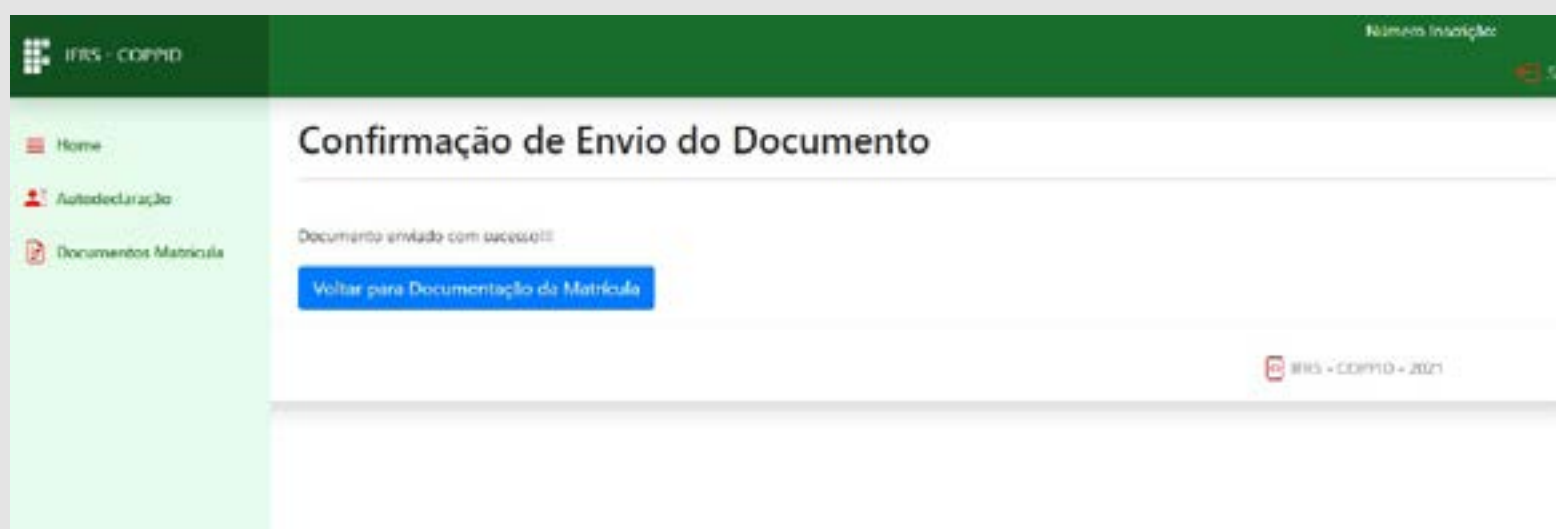 IFRS - COPPID
Número Inscrição:
Home
Autodeclaração
Documentos Matrícula
Confirmação de Envio do Documento
Documento enviado com sucesso!!!
Voltar para Documentação da Matrícula
IFRS - COPPID - 2021